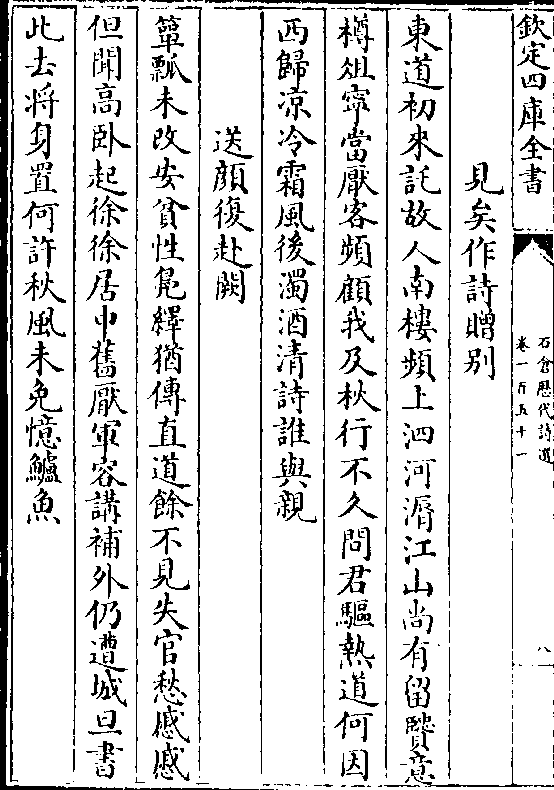 欽定四庫全書
石倉歷代詩選
卷一百五十一
八
見矣作詩贈别
東道初來託故人南樓頻上泗河漘江山尚有留賢意
樽俎寧當厭客頻顧我及秋行不久問君驅熱道何因
西歸凉冷霜風後濁酒清詩誰與親
送顔復赴闕
簞瓢未改安貧性鳬繹猶傳直道餘不見失官愁慼慼
但聞高卧起徐徐居中舊厭軍容講補外仍遭城旦書
此去將身置何許秋風未免憶鱸魚